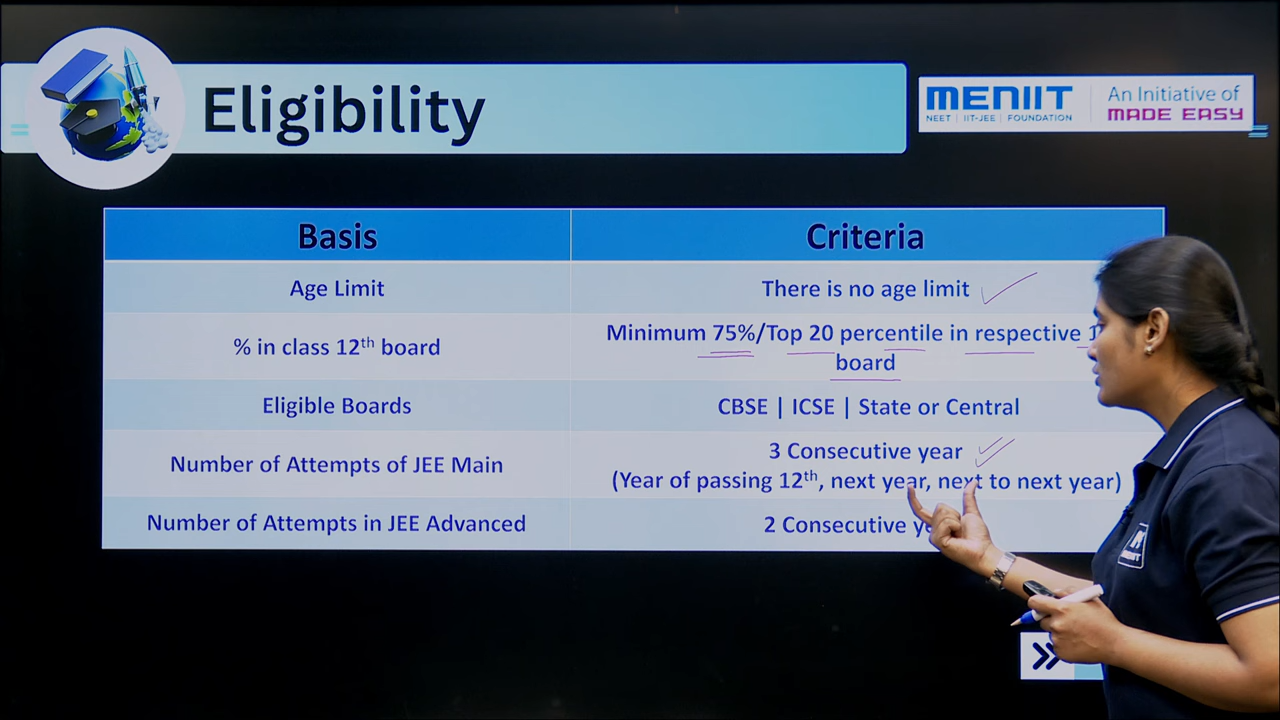 Eligibility
MENIIT
NEET | IIT-JEE | FOUNDATION
An Initiative of
MADE EASY
Basis
Criteria
Age Limit
There is no age limit
% in class 12th board
Minimum 75%/Top 20 percentile in respective
board
Eligible Boards
CBSE | ICSE | State or Central
Number of Attempts of JEE Main
3 Consecutive year
(Year of passing 12th, next year, next to next year)
Number of Attempts in JEE Advanced
2 Consecutive
MENIIT